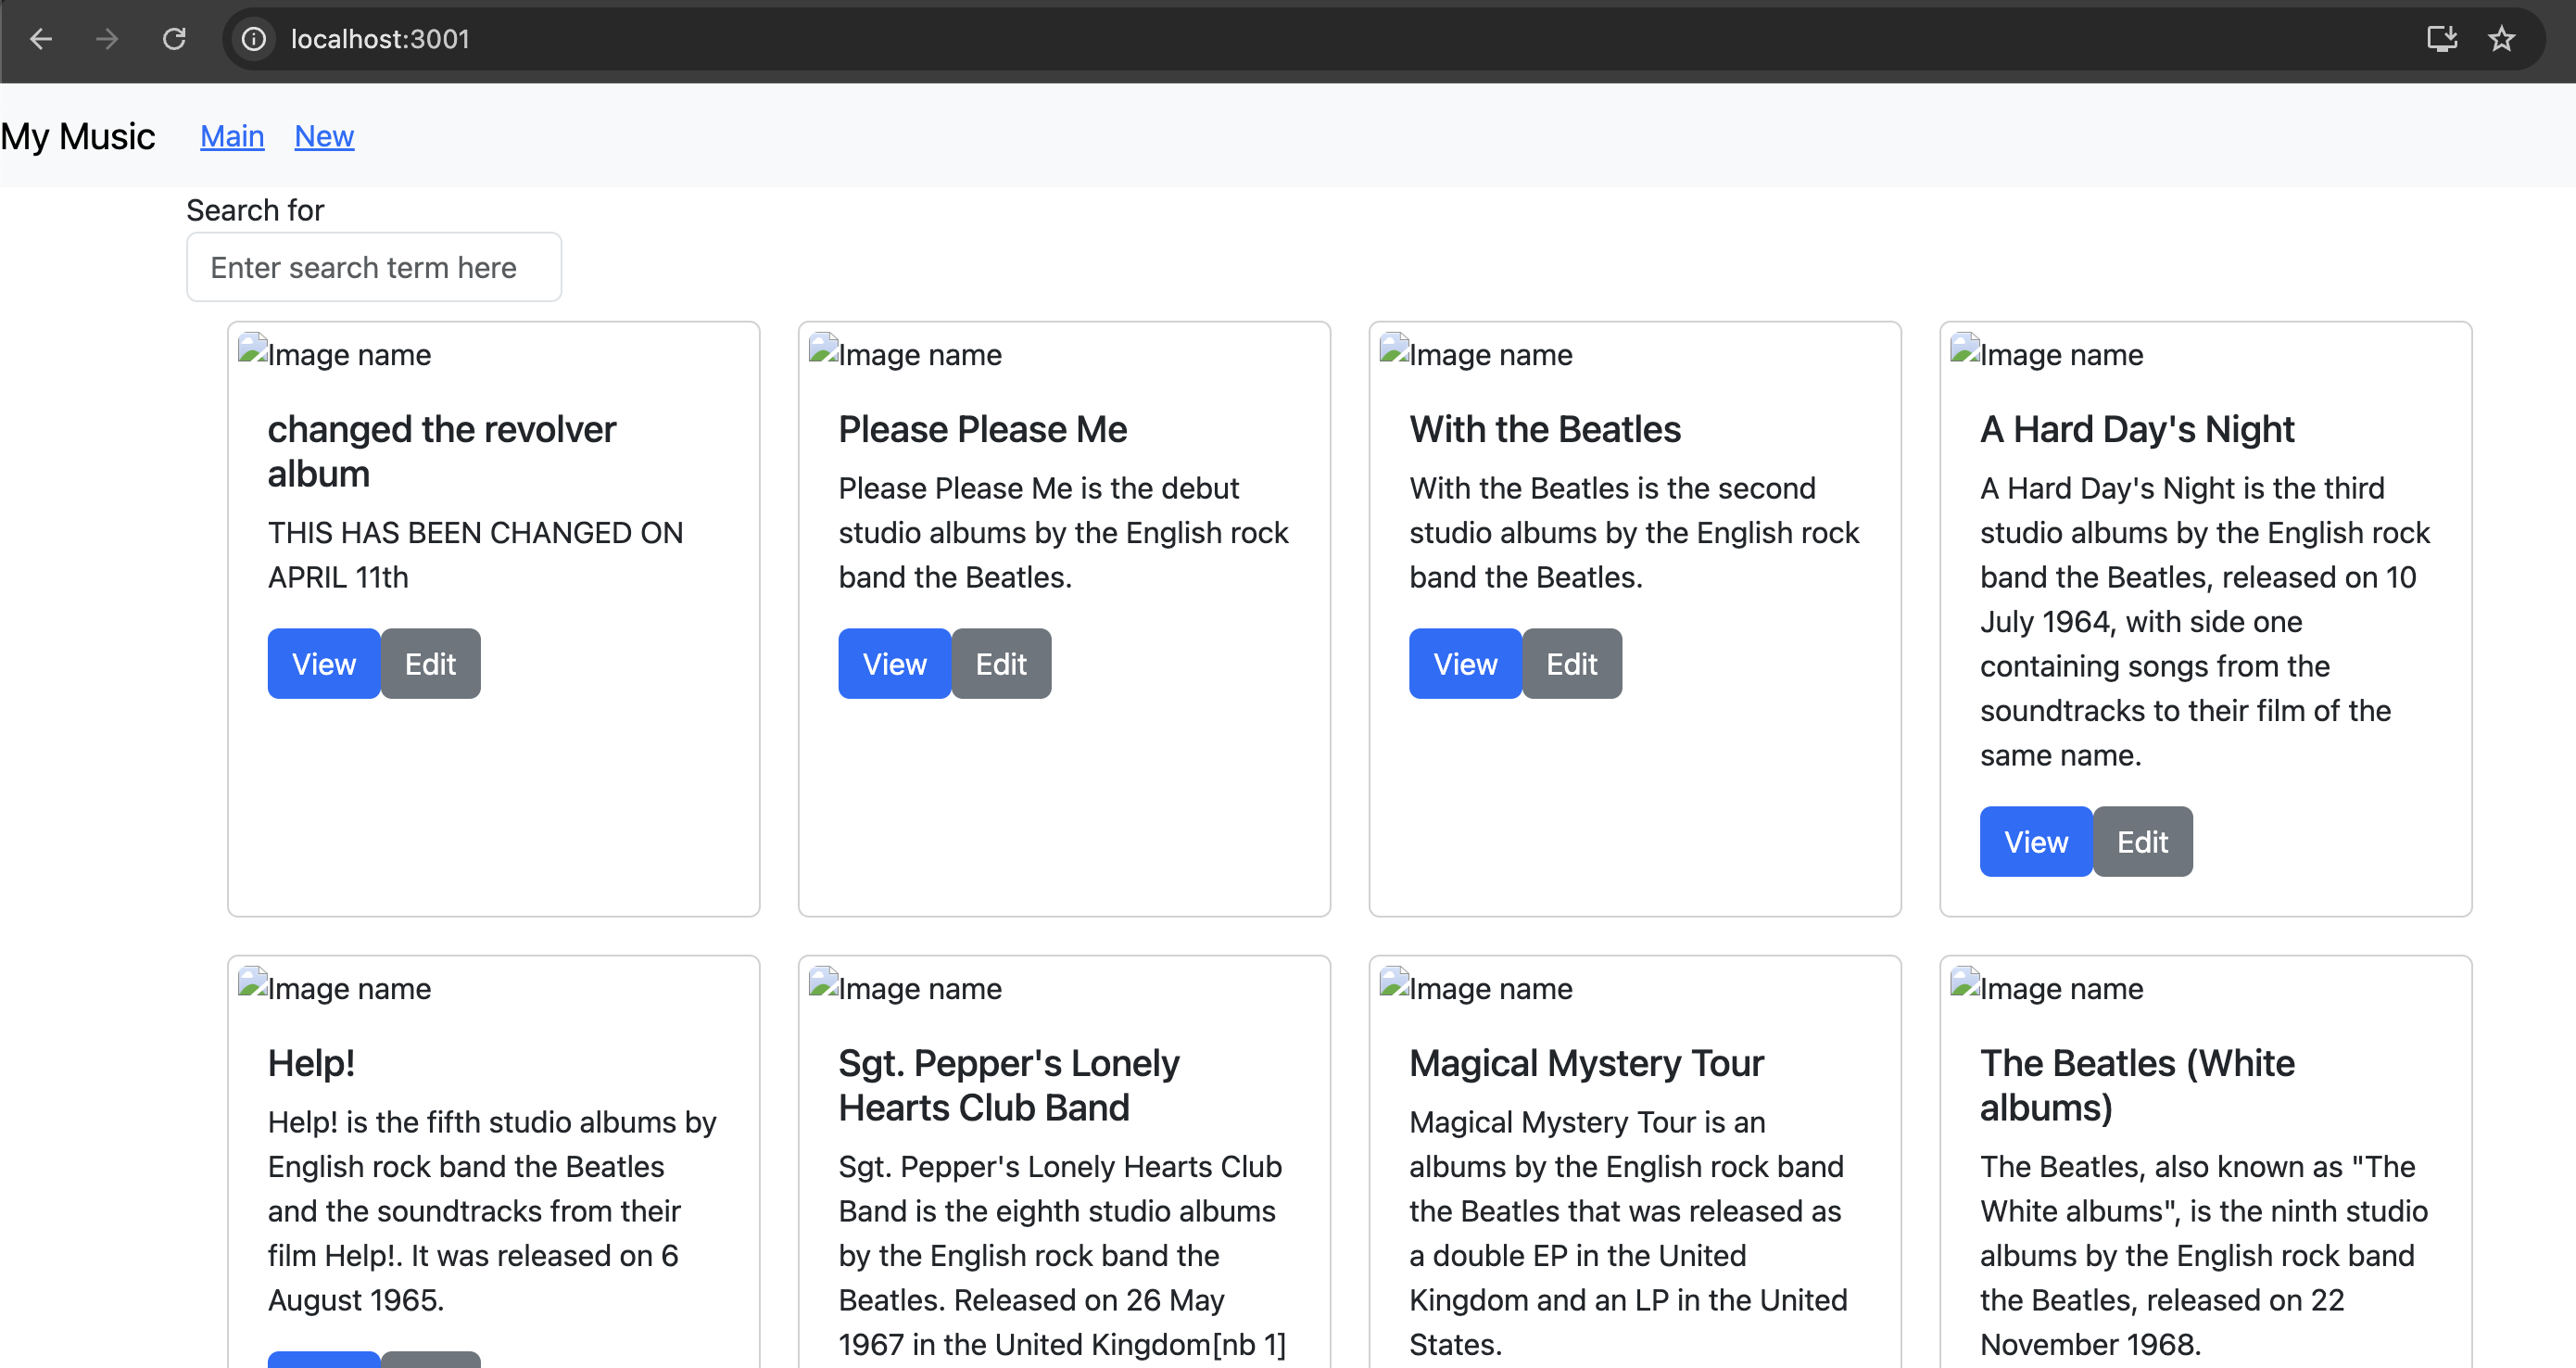 localhost:3001
My Music Main New
Search for
Enter search term here
Image name
changed the revolver
album
THIS HAS BEEN CHANGED ON
APRIL 11th
View Edit
Image name
Please Please Me
Please Please Me is the debut
studio albums by the English rock
band the Beatles.
View Edit
Image name
With the Beatles
With the Beatles is the second
studio albums by the English rock
band the Beatles.
View Edit
Image name
A Hard Day's Night
A Hard Day's Night is the third
studio albums by the English rock
band the Beatles, released on 10
July 1964, with side one
containing songs from the
soundtracks to their film of the
same name.
View Edit
Image name
Help!
Help! is the fifth studio albums by
English rock band the Beatles
and the soundtracks from their
film Help!. It was released on 6
August 1965.
Image name
Sgt. Pepper's Lonely
Hearts Club Band
Sgt. Pepper's Lonely Hearts Club
Band is the eighth studio albums
by the English rock band the
Beatles. Released on 26 May
1967 in the United Kingdom[nb 1]
Image name
Magical Mystery Tour
Magical Mystery Tour is an
albums by the English rock band
the Beatles that was released as
a double EP in the United
Kingdom and an LP in the United
States.
Image name
The Beatles (White
albums)
The Beatles, also known as "The
White albums", is the ninth studio
albums by the English rock band
the Beatles, released on 22
November 1968.